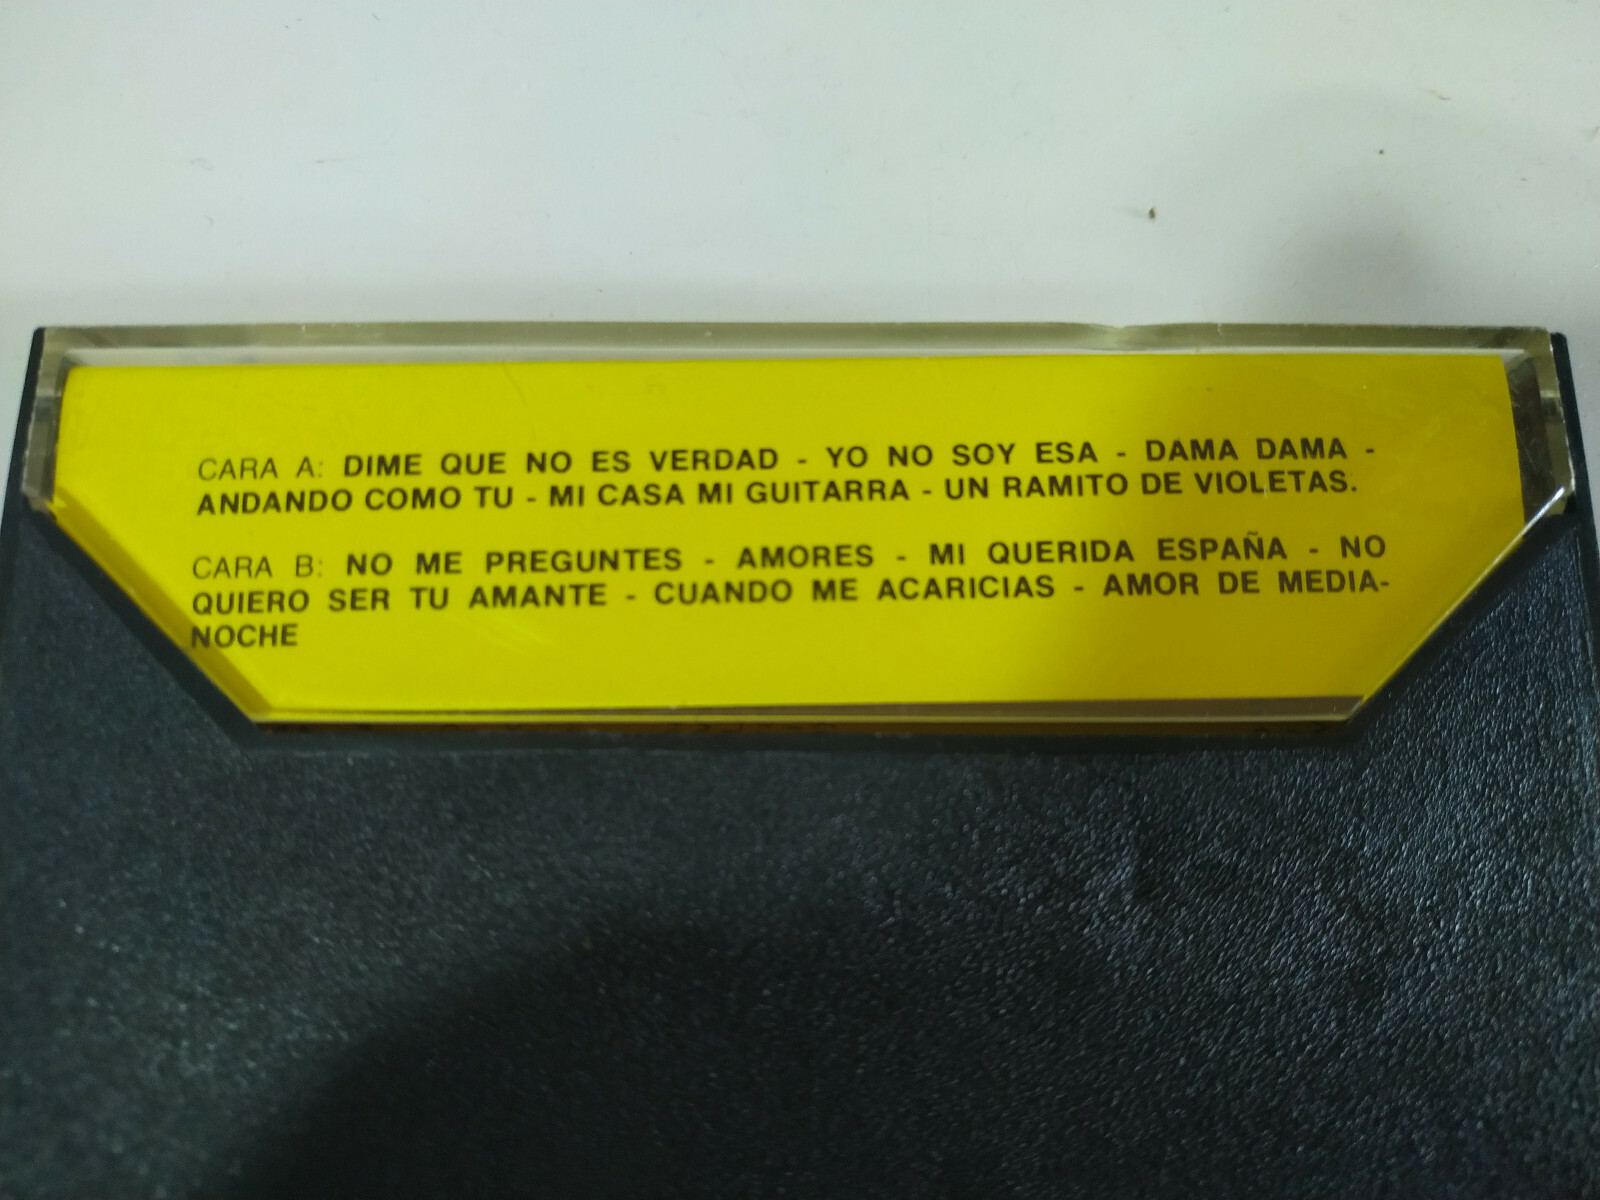 CARA A: DIME QUE NO ES VERDAD - YO NO SOY ESA - DAMA DAMA -
ANDANDO COMO TU - MI CASA MI GUITARRA - UN RAMITO DE VIOLETAS.
CARA B: NO ME PREGUNTES - AMORES - MI QUERIDA ESPAÑA - NO
QUIERO SER TU AMANTE - CUANDO ME ACARICIAS - AMOR DE MEDIA-
NOCHE